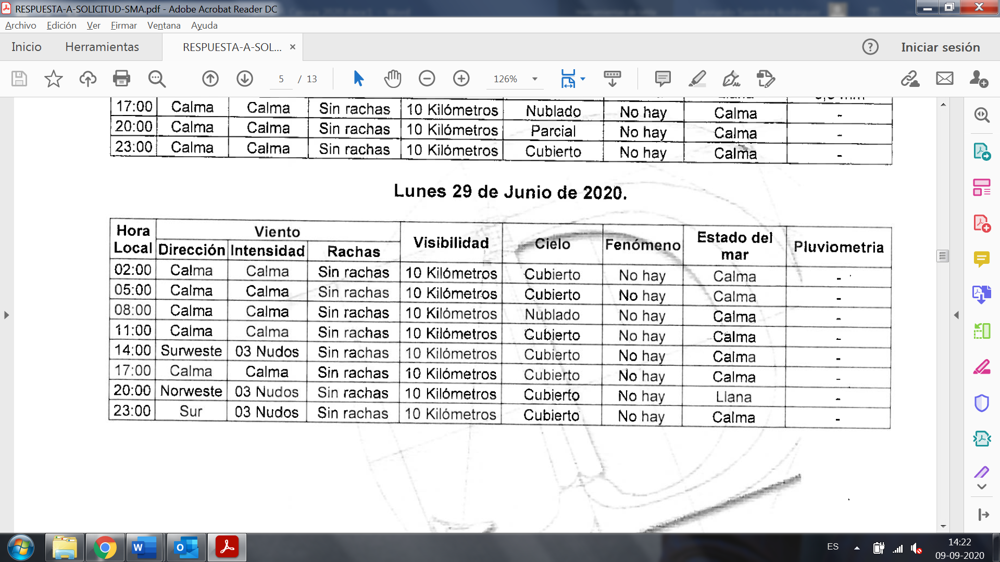 RESPUESTA-A-SOLICITUD-SMA.pdf - Adobe Acrobat Reader DC
Archivo Edición Ver Firmar Ventana Ayuda
Inicio Herramientas RESPUESTA-A-SOL... × ? Iniciar sesión
5 / 13 126%
17:00 Calma Calma Sin rachas 10 Kilómetros Nublado No hay Calma -
20:00 Calma Calma Sin rachas 10 Kilómetros Parcial No hay Calma -
23:00 Calma Calma Sin rachas 10 Kilómetros Cubierto No hay Calma -
Lunes 29 de Junio de 2020.
Hora Local Viento Visibilidad Cielo Fenómeno Estado del mar Pluviometria
Dirección Intensidad Rachas
02:00 Calma Calma Sin rachas 10 Kilómetros Cubierto No hay Calma -
05:00 Calma Calma Sin rachas 10 Kilómetros Cubierto No hay Calma -
08:00 Calma Calma Sin rachas 10 Kilómetros Nublado No hay Calma -
11:00 Calma Calma Sin rachas 10 Kilómetros Cubierto No hay Calma -
14:00 Surweste 03 Nudos Sin rachas 10 Kilómetros Cubierto No hay Calma -
17:00 Calma Calma Sin rachas 10 Kilómetros Cubierto No hay Calma -
20:00 Norweste 03 Nudos Sin rachas 10 Kilómetros Cubierto No hay Llana -
23:00 Sur 03 Nudos Sin rachas 10 Kilómetros Cubierto No hay Calma -
ES 14:22
09-09-2020